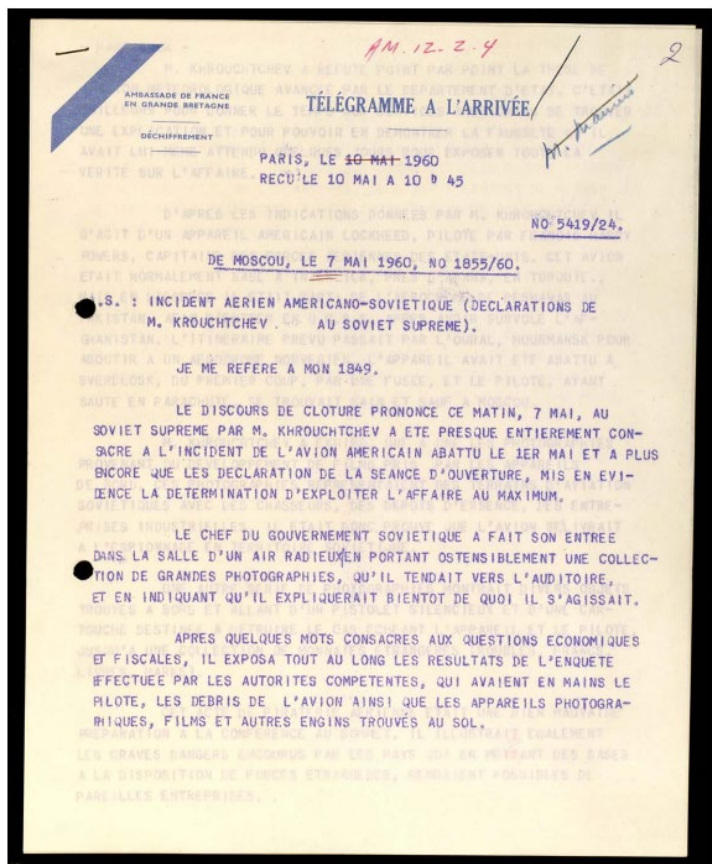 AM.12.2.4
2
AMBASSADE DE FRANCE
EN GRANDE BRETAGNE
DÉCHIFFREMENT
TÉLÉGRAMME A L'ARRIVÉE
PARIS, LE 10 MAI 1960
RECU LE 10 MAI A 10 H 45
NO 5419/24.
DE MOSCOU, LE 7 MAI 1960, NO 1855/60.
.S. : INCIDENT AERIEN AMERICANO-SOVIETIQUE (DECLARATIONS DE
M. KROUCHTCHEV . . AU SOVIET SUPREME).
JE ME REFERE A MON 1849.
LE DISCOURS DE CLOTURE PRONONCE CE MATIN, 7 MAI, AU
SOVIET SUPREME PAR M. KHROUCHTCHEV A ETE PRESQUE ENTIEREMENT CON-
SACRE A L'INCIDENT DE L'AVION AMERICAIN ABATTU LE 1ER MAI ET A PLUS
ENCORE QUE SA DECLARATION DE LA SEANCE D'OUVERTURE, MIS EN EVI-
DENCE LA DETERMINATION D'EXPLOITER L'AFFAIRE AU MAXIMUM.
LE CHEF DU GOUVERNEMENT SOVIETIQUE A FAIT SON ENTREE
DANS LA SALLE D'UN AIR RADIEUX EN PORTANT OSTENSIBLEMENT UNE COLLEC-
TION DE GRANDES PHOTOGRAPHIES, QU'IL TENDAIT VERS L'AUDITOIRE,
ET EN INDIQUANT QU'IL EXPLIQUERAIT BIENTOT DE QUOI IL S'AGISSAIT.
APRES QUELQUES MOTS CONSACRES AUX QUESTIONS ECONOMIQUES
ET FISCALES, IL EXPOSA TOUT AU LONG LES RESULTATS DE L'ENQUETE
EFFECTUEE PAR LES AUTORITES COMPETENTES, QUI AVAIENT EN MAINS LE
PILOTE, LES DEBRIS DE L'AVION AINSI QUE LES APPAREILS PHOTOGRA-
PHIQUES, FILMS ET AUTRES ENGINS TROUVES AU SOL.